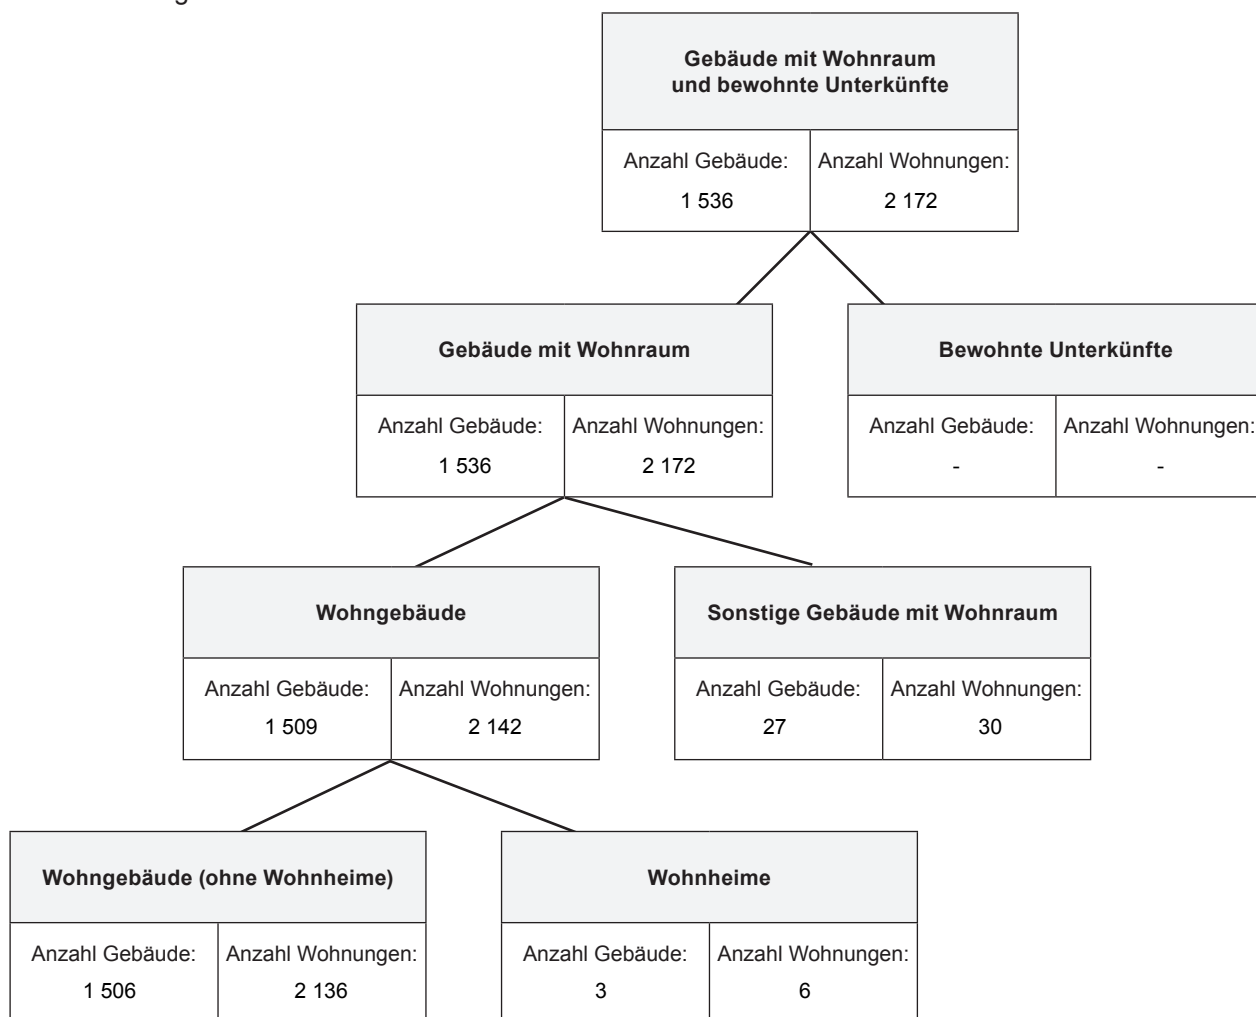 Gebäude mit Wohnraum
und bewohnte Unterkünfte
Anzahl Gebäude: Anzahl Wohnungen:
1 536 2 172
Gebäude mit Wohnraum
Anzahl Gebäude: Anzahl Wohnungen:
1 536 2 172
Bewohnte Unterkünfte
Anzahl Gebäude: Anzahl Wohnungen:
- -
Wohngebäude
Anzahl Gebäude: Anzahl Wohnungen:
1 509 2 142
Sonstige Gebäude mit Wohnraum
Anzahl Gebäude: Anzahl Wohnungen:
27 30
Wohngebäude (ohne Wohnheime)
Anzahl Gebäude: Anzahl Wohnungen:
1 506 2 136
Wohnheime
Anzahl Gebäude: Anzahl Wohnungen:
3 6